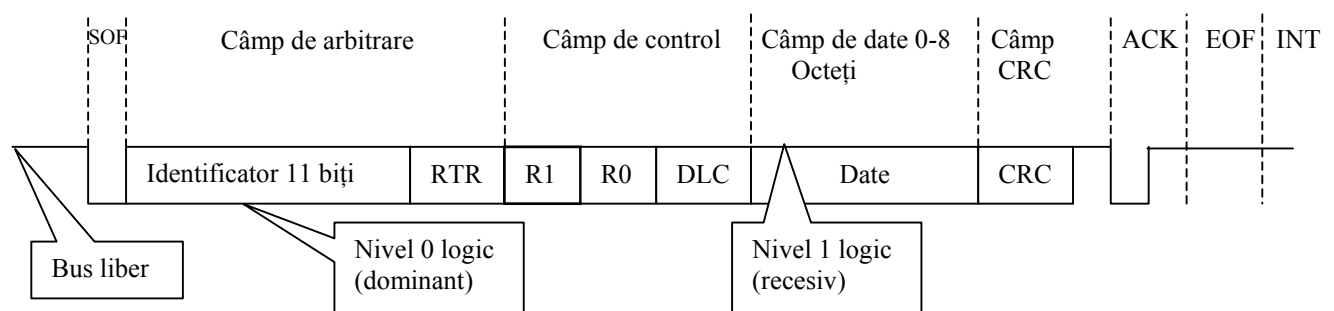 SOF
Câmp de arbitrare
Câmp de control
Câmp de date 0-8
Octeți
Câmp
CRC
ACK
EOF
INT
Identificator 11 biți
RTR
R1
R0
DLC
Date
CRC
Bus liber
Nivel 0 logic
(dominant)
Nivel 1 logic
(recesiv)